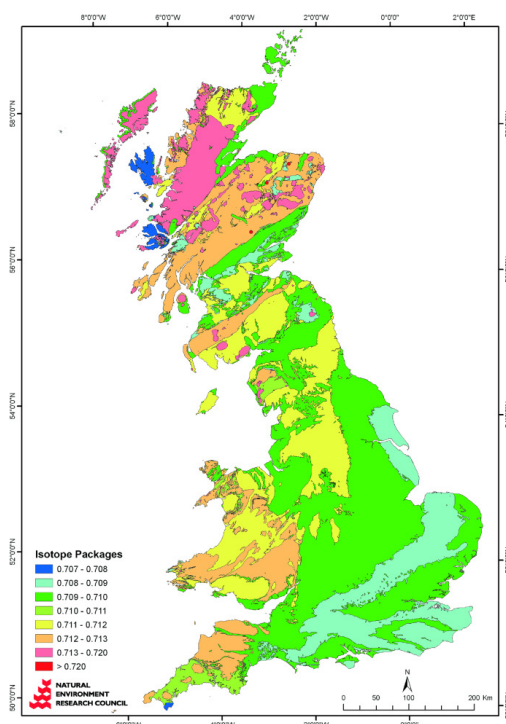 8°0'0"W 6°0'0"W 4°0'0"W 2°0'0"W 0°0'0" 2°0'0"E
58°0'0"N
56°0'0"N
54°0'0"N
52°0'0"N
Isotope Packages
0.707 - 0.708
0.708 - 0.709
0.709 - 0.710
0.710 - 0.711
0.711 - 0.712
0.712 - 0.713
0.713 - 0.720
> 0.720
NATURAL
ENVIRONMENT
RESEARCH COUNCIL
N
0 50 100 200 Km